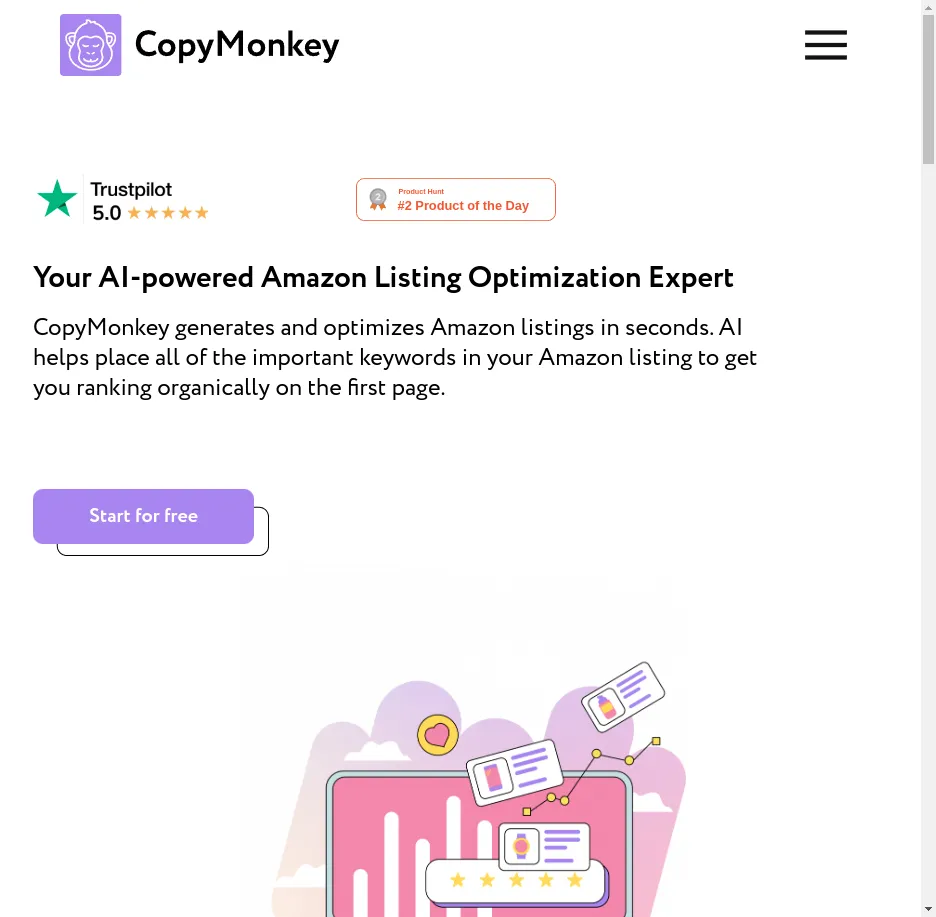 CopyMonkey
Trustpilot
5.0
Product Hunt
#2 Product of the Day
2
Your AI-powered Amazon Listing Optimization Expert
CopyMonkey generates and optimizes Amazon listings in seconds. AI
helps place all of the important keywords in your Amazon listing to get
you ranking organically on the first page.
Start for free